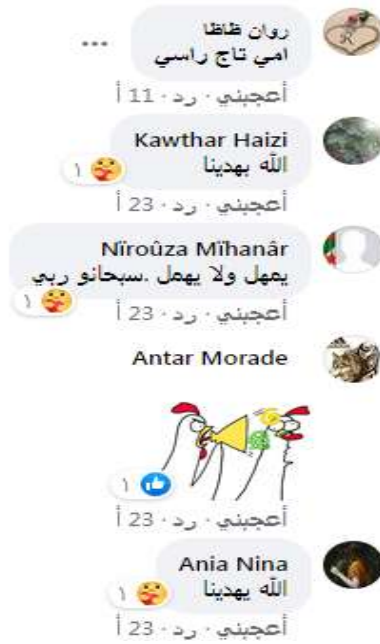 روان ظاظا
امي تاج راسي
أعجبني · رد · 11 أ
Kawthar Haizi
الله يهدينا
١
أعجبني · رد · 23 أ
Nïroûza Mïhanâr
يمهل ولا يهمل .سبحانو ربي
١
أعجبني · رد · 23 أ
Antar Morade
١
أعجبني · رد · 23 أ
Ania Nina
الله يهدينا
١
أعجبني · رد · 23 أ